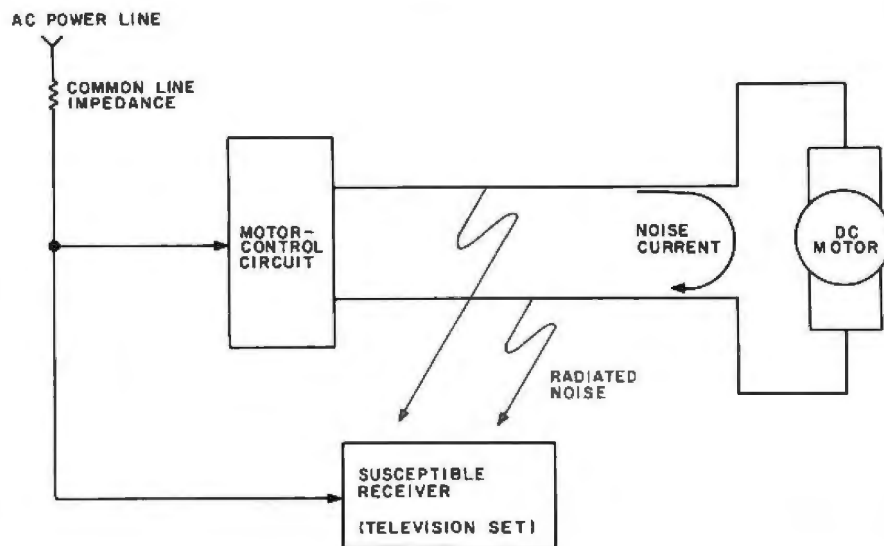 AC POWER LINE
COMMON LINE
IMPEDANCE
MOTOR-
CONTROL
CIRCUIT
NOISE
CURRENT
DC
MOTOR
RADIATED
NOISE
SUSCEPTIBLE
RECEIVER
(TELEVISION SET)